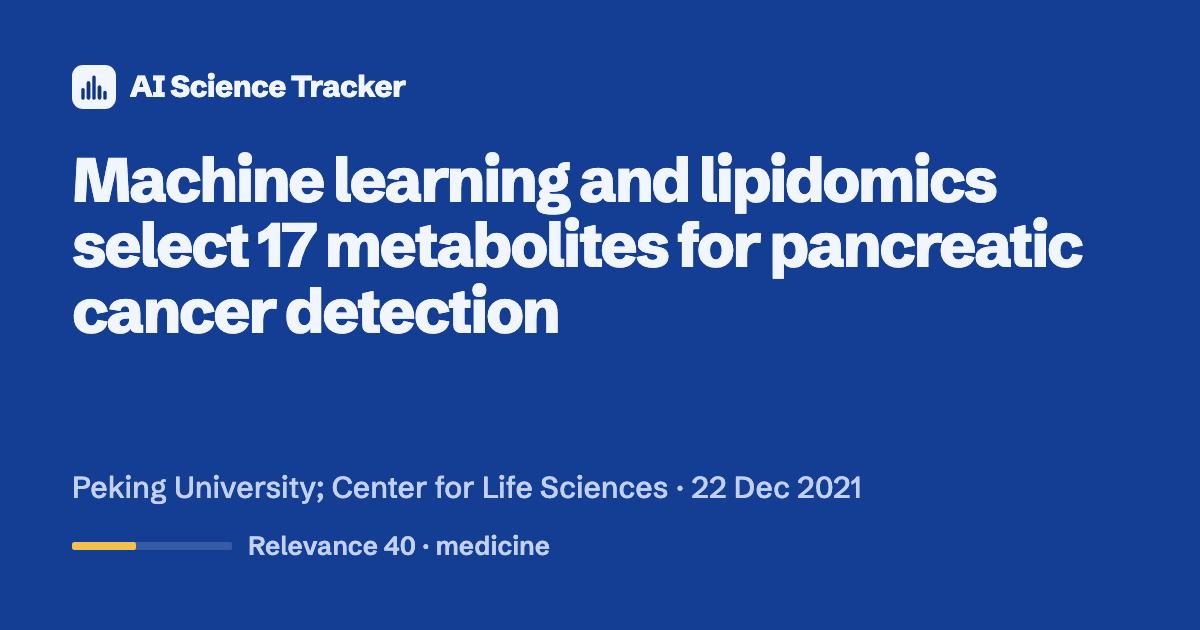 AI Science Tracker
Machine learning and lipidomics
select 17 metabolites for pancreatic
cancer detection
Peking University; Center for Life Sciences · 22 Dec 2021
Relevance 40 · medicine